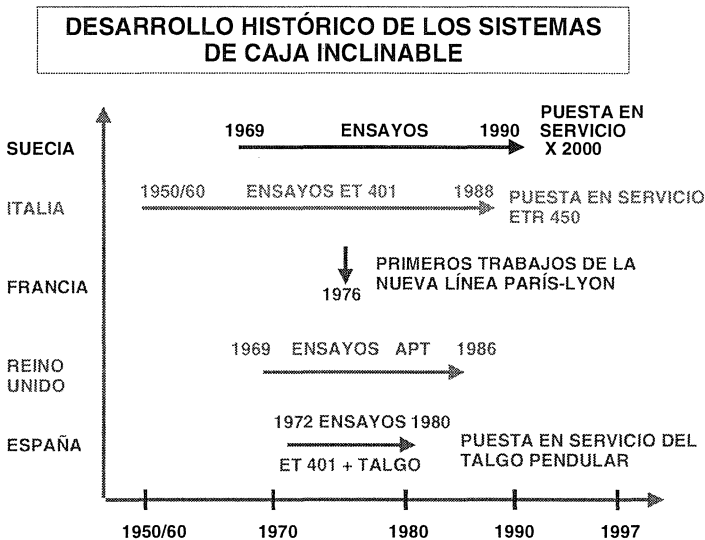 DESARROLLO HISTÓRICO DE LOS SISTEMAS
DE CAJA INCLINABLE
SUECIA
1969 ENSAYOS 1990
PUESTA EN
SERVICIO
X 2000
ITALIA
1950/60 ENSAYOS ET 401 1988
PUESTA EN SERVICIO
ETR 450
FRANCIA
1976
PRIMEROS TRABAJOS DE LA
NUEVA LÍNEA PARÍS-LYON
REINO
UNIDO
1969 ENSAYOS APT 1986
ESPAÑA
1972 ENSAYOS 1980
ET 401 + TALGO
PUESTA EN SERVICIO DEL
TALGO PENDULAR
1950/60 1970 1980 1990 1997